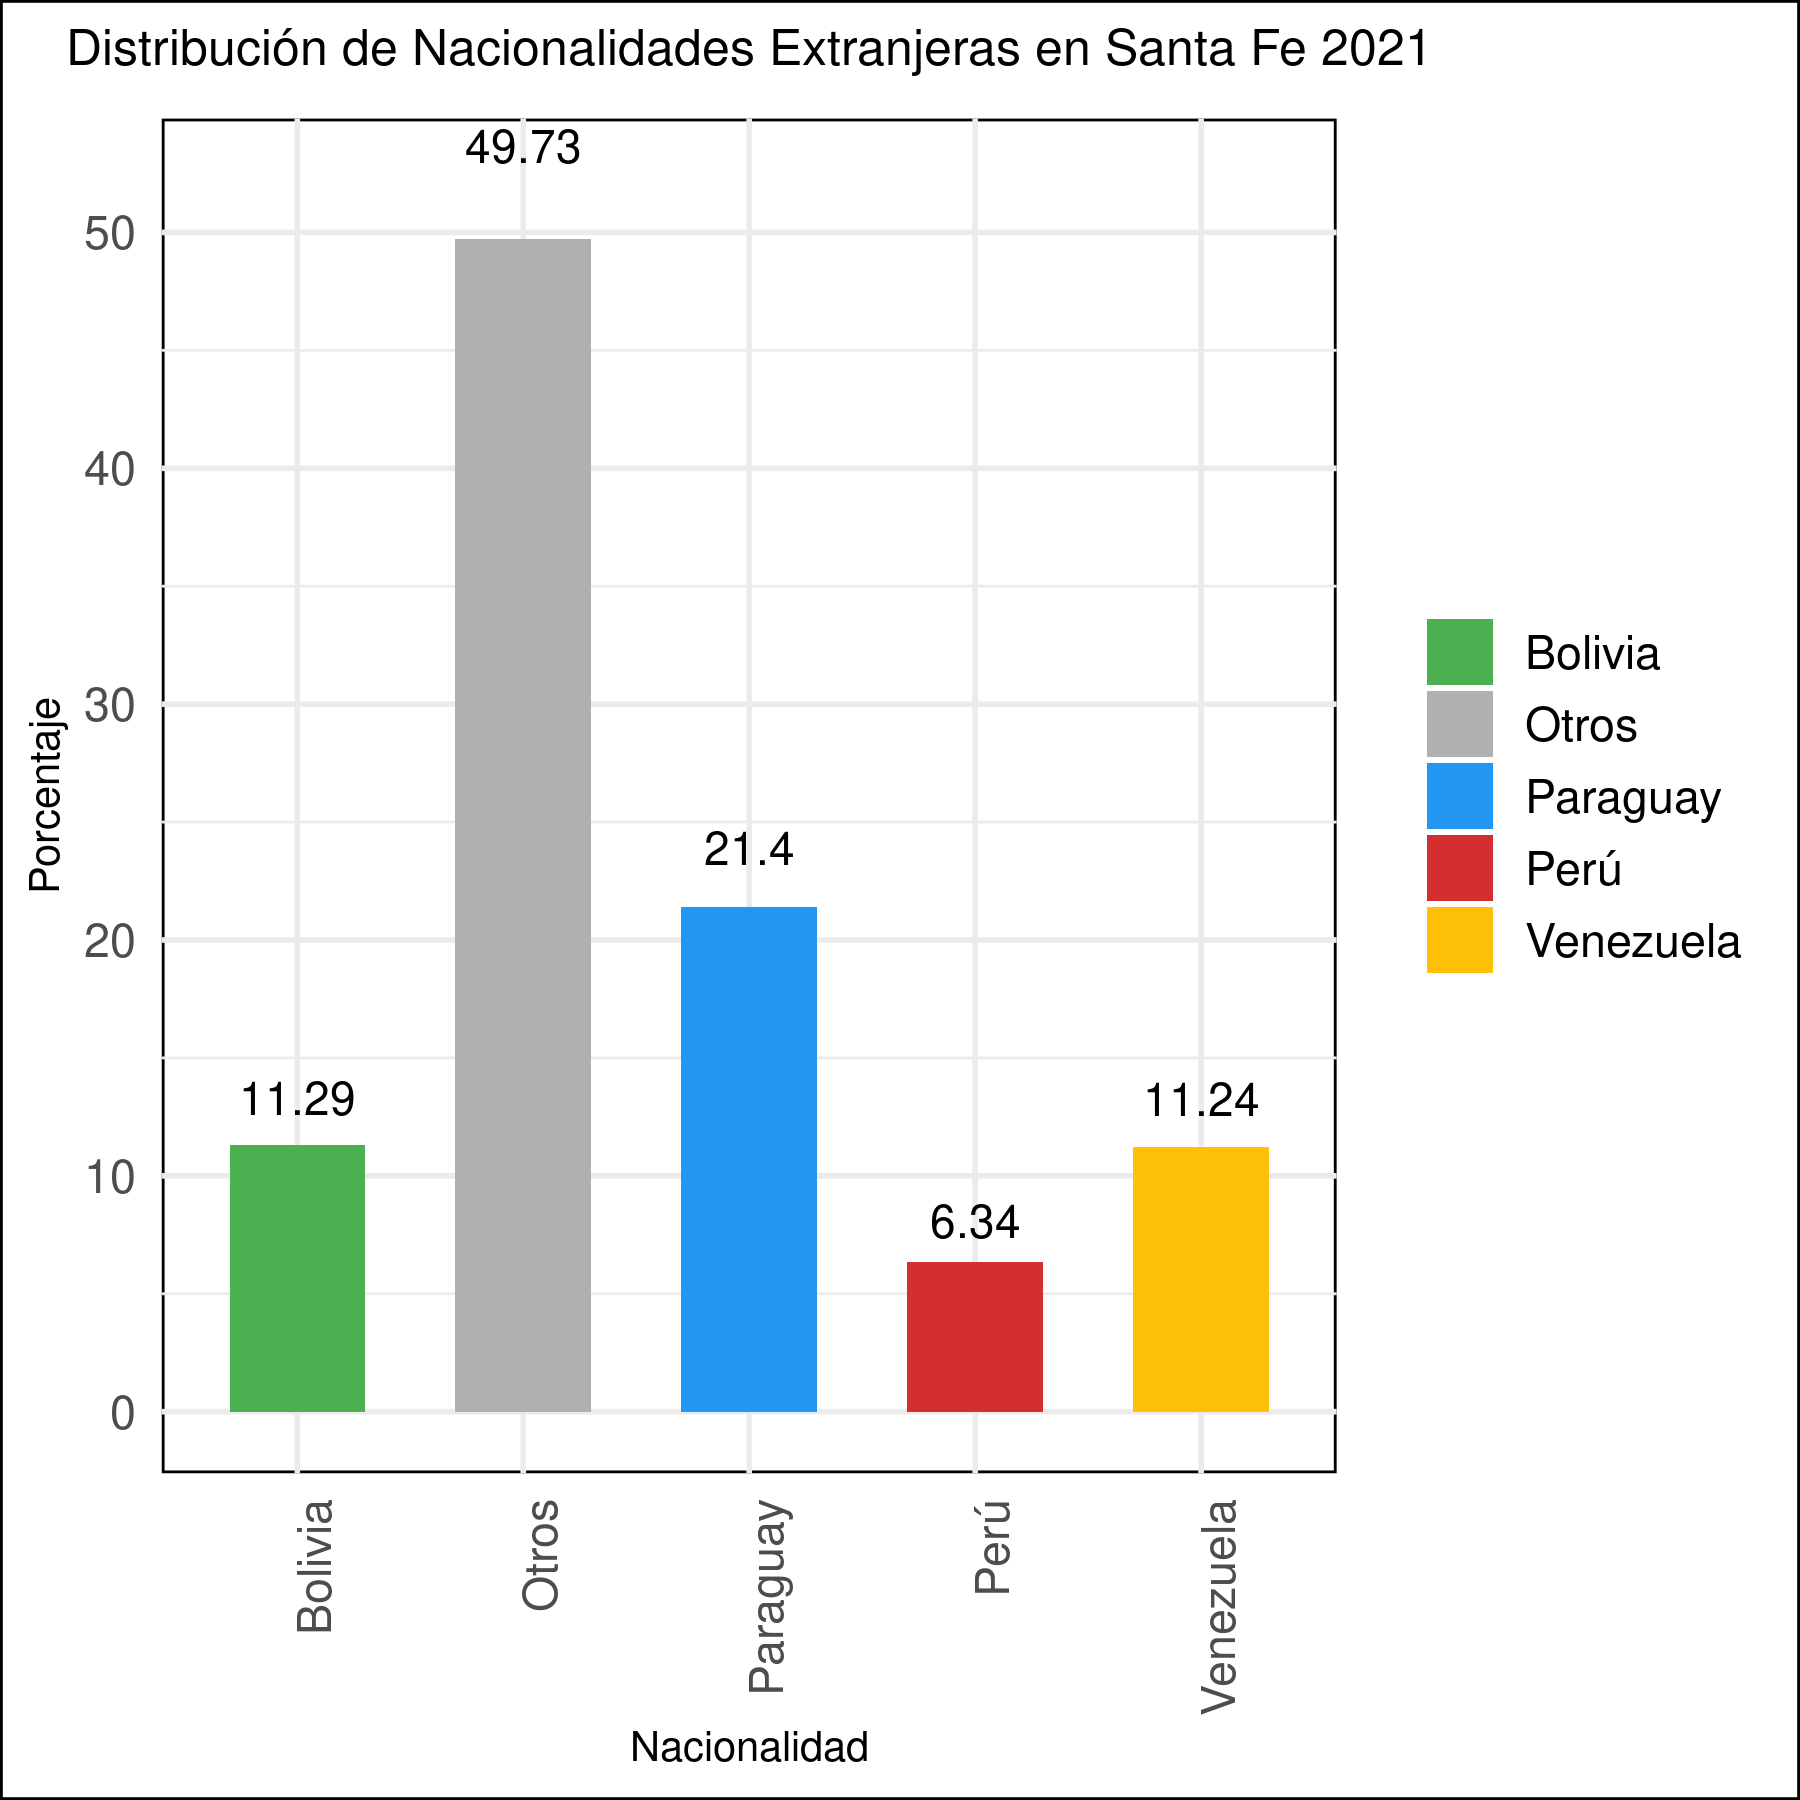 Distribución de Nacionalidades Extranjeras en Santa Fe 2021
49.73
50
40
30
21.4
20
11.29
11.24
10
6.34
0
Porcentaje
Bolivia
Otros
Paraguay
Perú
Venezuela
Nacionalidad
Bolivia
Otros
Paraguay
Perú
Venezuela